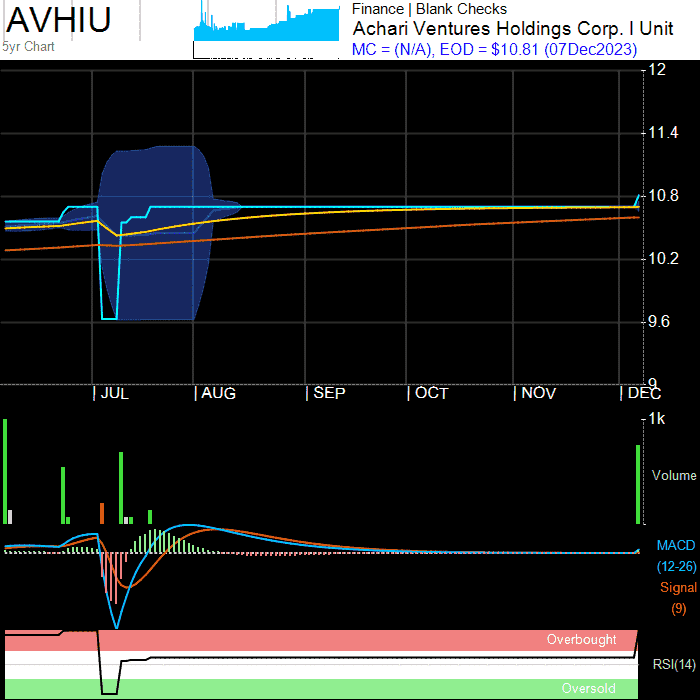 AVHIU
5yr Chart
Finance | Blank Checks
Achari Ventures Holdings Corp. I Unit
MC = (N/A), EOD = $10.81 (07Dec2023)
12
11.4
10.8
10.2
9.6
9
JUL AUG SEP OCT NOV DEC
1k
Volume
MACD
(12-26)
Signal
(9)
Overbought
RSI(14)
Oversold